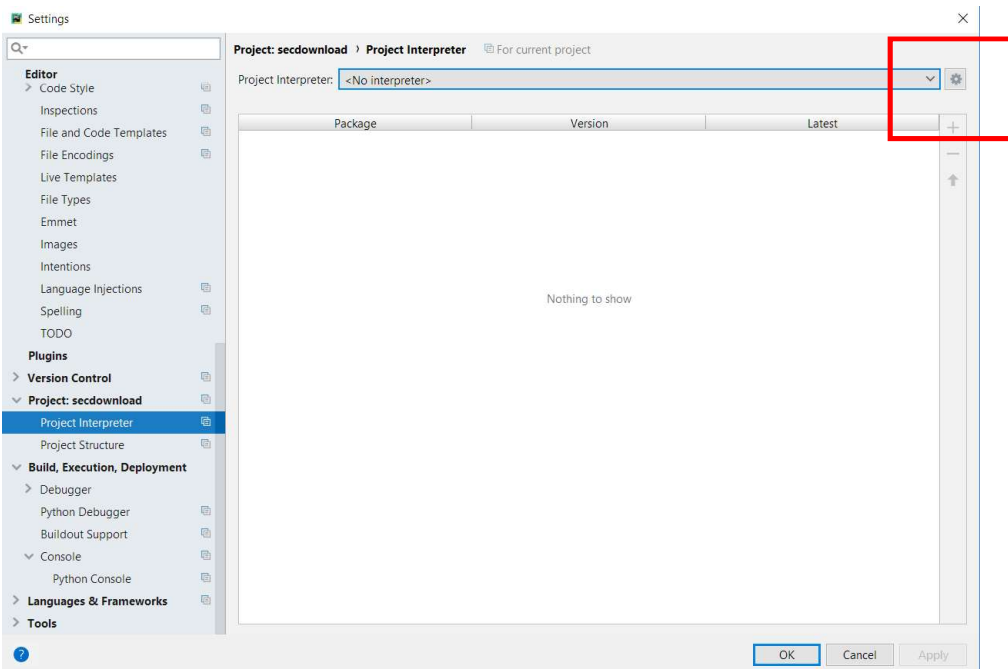 Settings
Project: secdownload › Project Interpreter For current project
Project Interpreter: <No interpreter>
Package Version Latest
Nothing to show
Editor
Code Style
Inspections
File and Code Templates
File Encodings
Live Templates
File Types
Emmet
Images
Intentions
Language Injections
Spelling
TODO
Plugins
Version Control
Project: secdownload
Project Interpreter
Project Structure
Build, Execution, Deployment
Debugger
Python Debugger
Buildout Support
Console
Python Console
Languages & Frameworks
Tools
? OK Cancel Apply